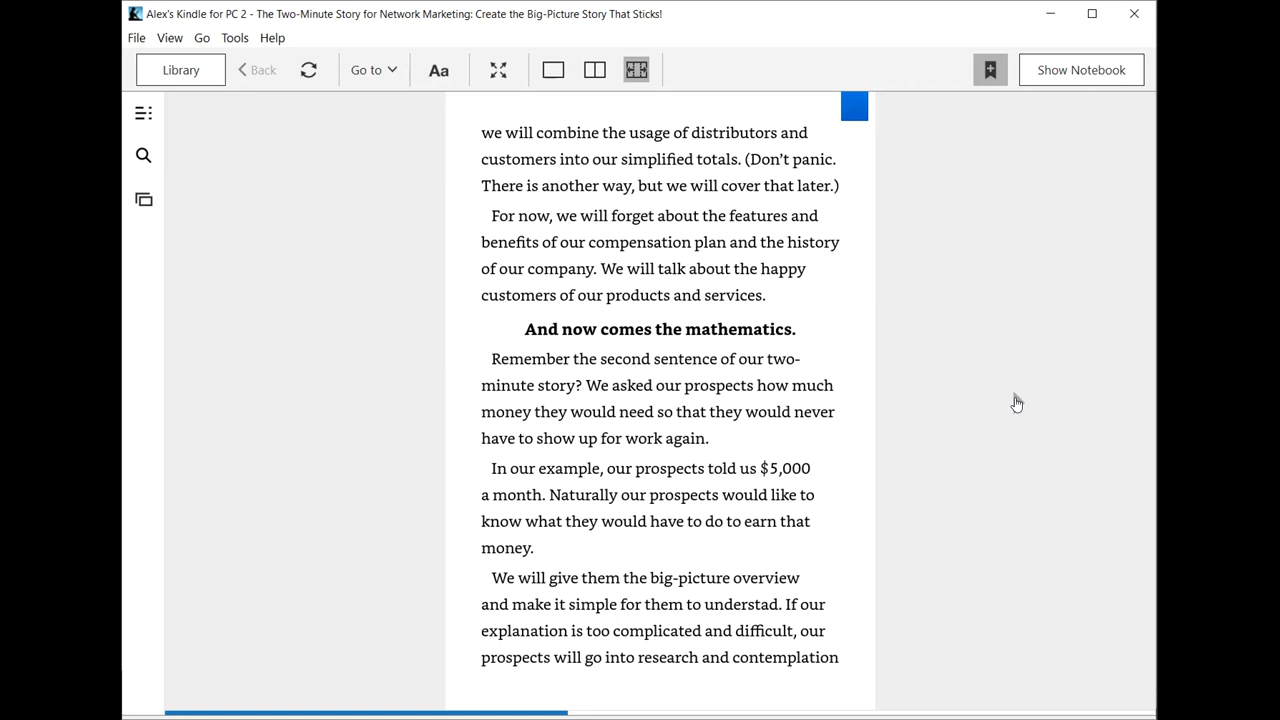 Alex's Kindle for PC 2 - The Two-Minute Story for Network Marketing: Create the Big-Picture Story That Sticks!
File View Go Tools Help
Library Back Go to Aa Show Notebook
we will combine the usage of distributors and
customers into our simplified totals. (Don't panic.
There is another way, but we will cover that later.)
For now, we will forget about the features and
benefits of our compensation plan and the history
of our company. We will talk about the happy
customers of our products and services.
And now comes the mathematics.
Remember the second sentence of our two-
minute story? We asked our prospects how much
money they would need so that they would never
have to show up for work again.
In our example, our prospects told us $5,000
a month. Naturally our prospects would like to
know what they would have to do to earn that
money.
We will give them the big-picture overview
and make it simple for them to understad. If our
explanation is too complicated and difficult, our
prospects will go into research and contemplation